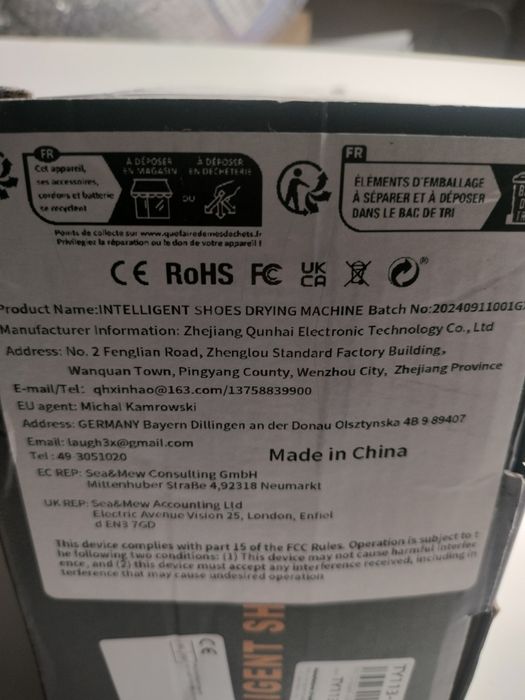 FR
Cet appareil,
ses accessoires,
cordons et batterie
se recyclent
À DÉPOSER
EN MAGASIN
OU
À DÉPOSER
EN DÉCHÈTERIE
Points de collecte sur www.quefairedemesdechets.fr
Privilégiez la réparation ou le don de votre appareil !
FR
ÉLÉMENTS D'EMBALLAGE
À SÉPARER ET À DÉPOSER
DANS LE BAC DE TRI
CE RoHS FC UK CA
Product Name:INTELLIGENT SHOES DRYING MACHINE Batch No:20240911001G
Manufacturer Information: Zhejiang Qunhai Electronic Technology Co., Ltd
Address: No. 2 Fenglian Road, Zhenglou Standard Factory Building,
Wanquan Town, Pingyang County, Wenzhou City, Zhejiang Province
E-mail/Tel: qhxinhao@163.com/13758839900
EU agent: Michal Kamrowski
Address: GERMANY Bayern Dillingen an der Donau Olsztynska 4B 9 89407
Email: laugh3x@gmail.com
Tel : 49 3051020
Made in China
EC REP: Sea&Mew Consulting GmbH
Mittenhuber Straße 4,92318 Neumarkt
UK REP: Sea&Mew Accounting Ltd
Electric Avenue Vision 25, London, Enfiel
d EN3 7GD
This device complies with part 15 of the FCC Rules. Operation is subject to t
he following two conditions: (1) This device may not cause harmful interfer
ence, and (2) this device must accept any interference received, including in
terference that may cause undesired operation
IGENT SH
CE
TY113